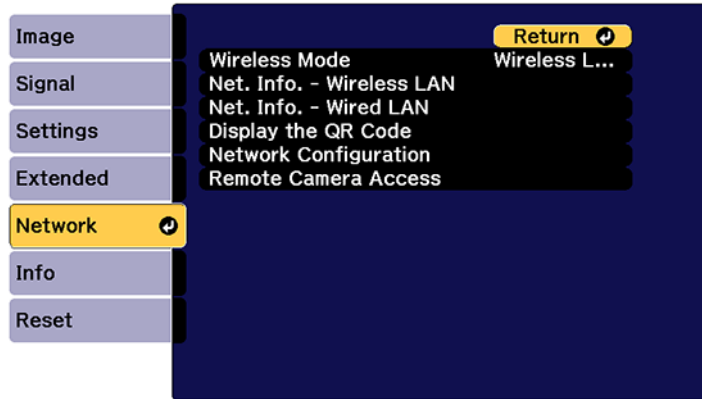 Image
Signal
Settings
Extended
Network
Info
Reset
Return
Wireless Mode Wireless L...
Net. Info. - Wireless LAN
Net. Info. - Wired LAN
Display the QR Code
Network Configuration
Remote Camera Access